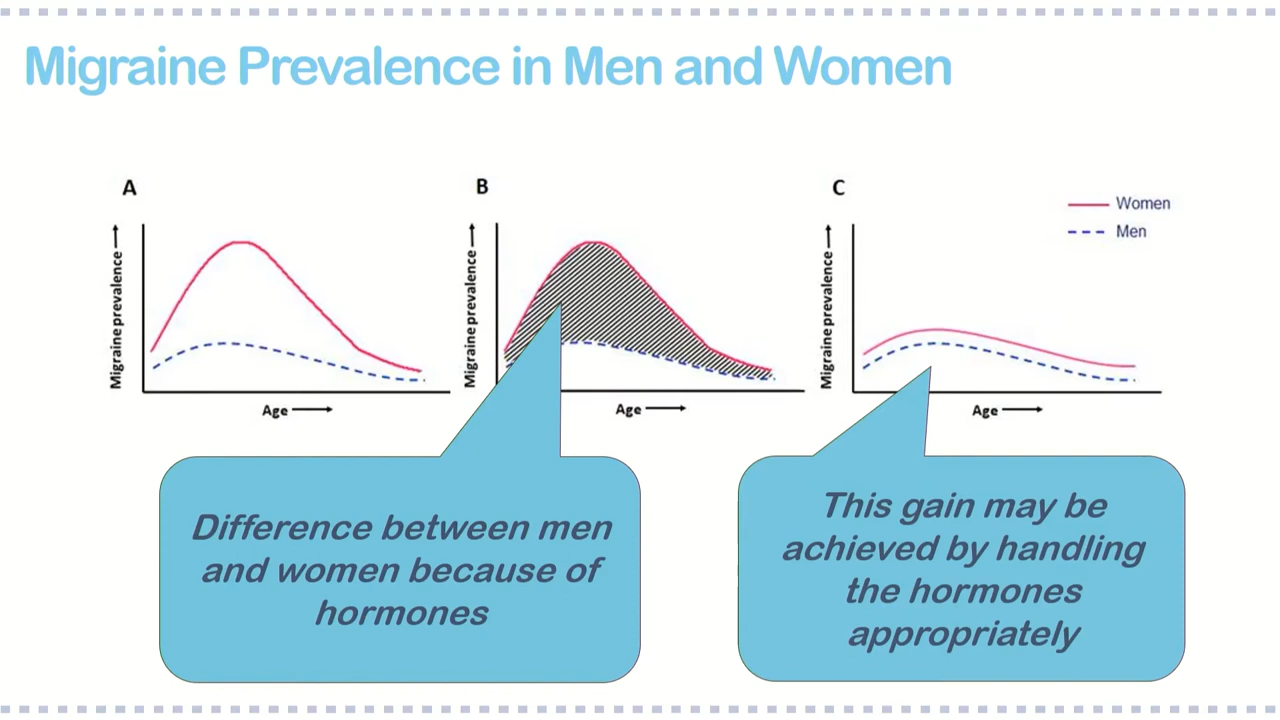 Migraine Prevalence in Men and Women
A
Migraine prevalence
Age
B
Migraine prevalence
Age
C
Migraine prevalence
Age
Women
Men
Difference between men
and women because of
hormones
This gain may be
achieved by handling
the hormones
appropriately